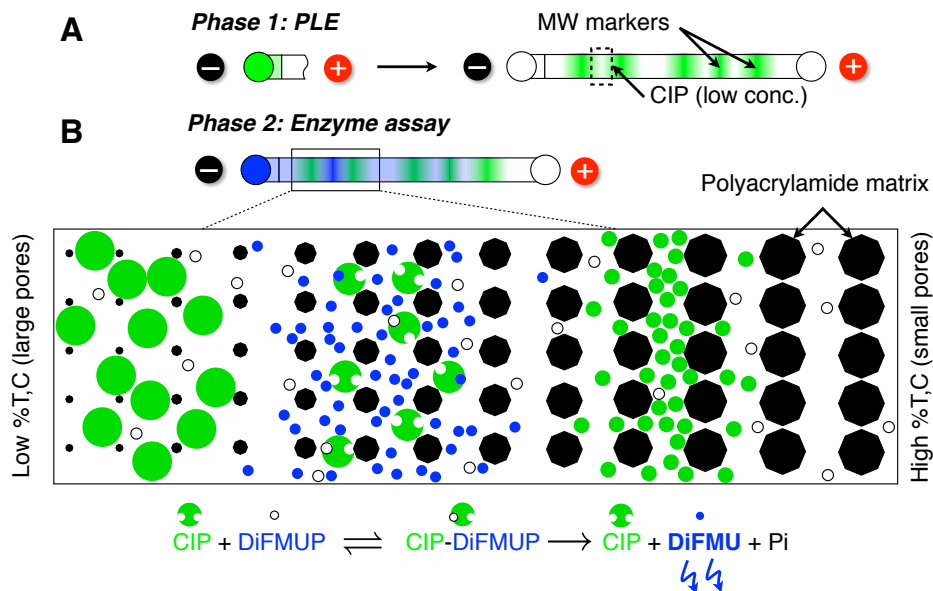 A
Phase 1: PLE
MW markers
− + − +
CIP (low conc.)
B
Phase 2: Enzyme assay
− +
Polyacrylamide matrix
Low %T,C (large pores)
High %T,C (small pores)
CIP + DiFMUP ⇌ CIP-DiFMUP → CIP + DiFMU + Pi